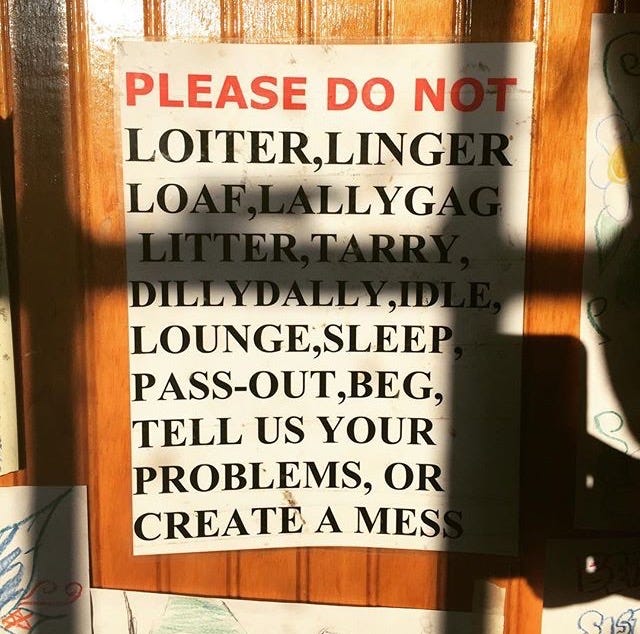 PLEASE DO NOT
LOITER,LINGER
LOAF,LALLYGAG
LITTER,TARRY,
DILLYDALLY,IDLE,
LOUNGE,SLEEP,
PASS-OUT,BEG,
TELL US YOUR
PROBLEMS, OR
CREATE A MESS